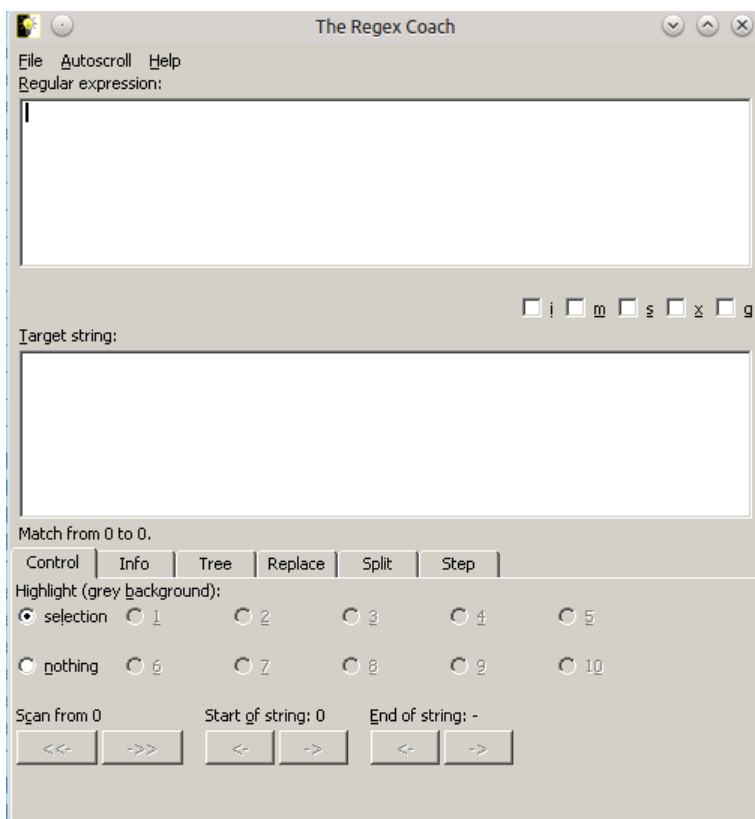 The Regex Coach
File Autoscroll Help
Regular expression:
i m s x g
Target string:
Match from 0 to 0.
Control Info Tree Replace Split Step
Highlight (grey background):
selection 1 2 3 4 5
nothing 6 7 8 9 10
Scan from 0 Start of string: 0 End of string: -
<<- ->> <- -> <- ->